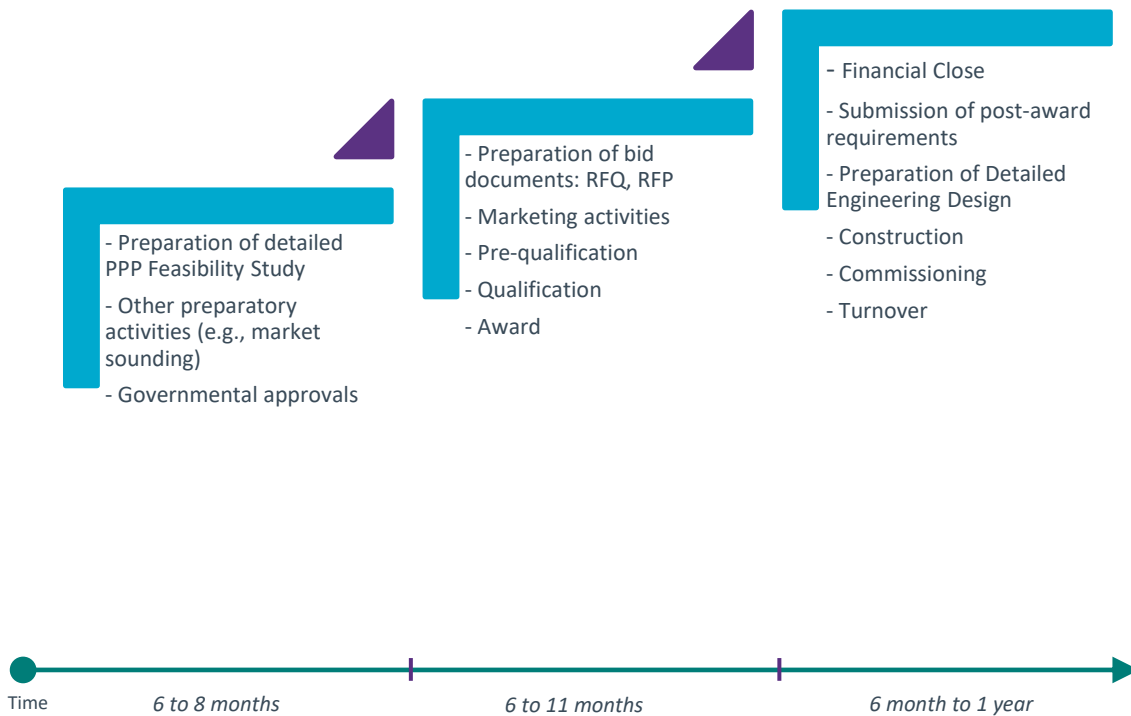 - Preparation of detailed
PPP Feasibility Study
- Other preparatory
activities (e.g., market
sounding)
- Governmental approvals
- Preparation of bid
documents: RFQ, RFP
- Marketing activities
- Pre-qualification
- Qualification
- Award
- Financial Close
- Submission of post-award
requirements
- Preparation of Detailed
Engineering Design
- Construction
- Commissioning
- Turnover
Time
6 to 8 months
6 to 11 months
6 month to 1 year